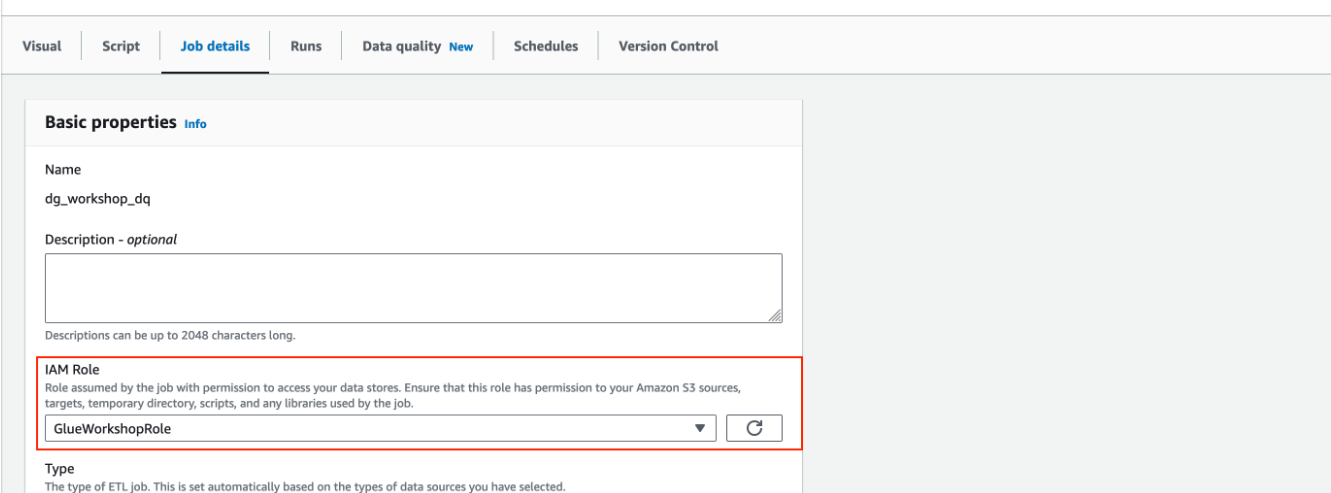 Visual Script Job details Runs Data quality New Schedules Version Control
Basic properties Info
Name
dg_workshop_dq
Description - optional
Descriptions can be up to 2048 characters long.
IAM Role
Role assumed by the job with permission to access your data stores. Ensure that this role has permission to your Amazon S3 sources,
targets, temporary directory, scripts, and any libraries used by the job.
GlueWorkshopRole
Type
The type of ETL job. This is set automatically based on the types of data sources you have selected.